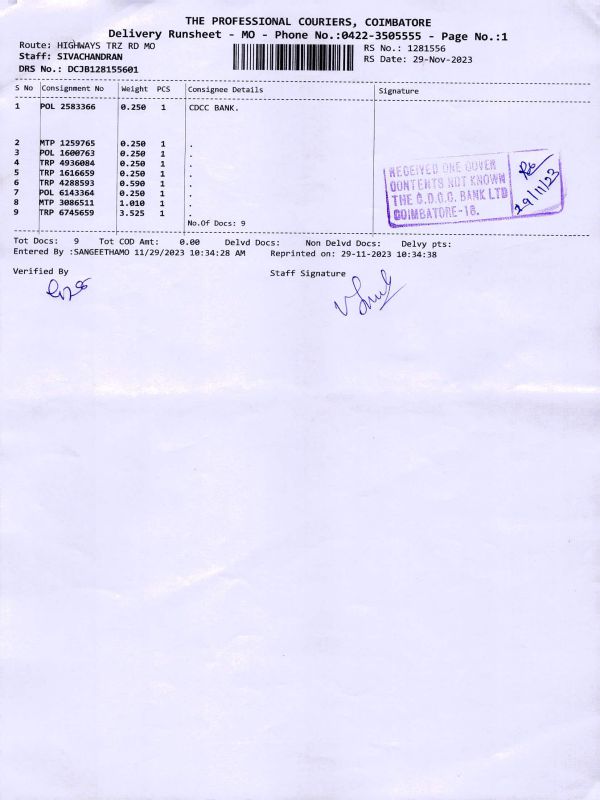 THE PROFESSIONAL COURIERS, COIMBATORE
Delivery Runsheet - MO - Phone No.:0422-3505555 - Page No.:1
Route: HIGHWAYS TRZ RD MO RS No.: 1281556
Staff: SIVACHANDRAN RS Date: 29-Nov-2023
DRS No.: DCJB128155601
S No Consignment No Weight PCS Consignee Details Signature
1 POL 2583366 0.250 1 CDCC BANK.
2 MTP 1259765 0.250 1 .
3 POL 1600763 0.250 1 .
4 TRP 4936084 0.250 1 .
5 TRP 1616659 0.250 1 .
6 TRP 4288593 0.590 1 .
7 POL 6143364 0.250 1 .
8 MTP 3086511 1.010 1 .
9 TRP 6745659 3.525 1 .
No.Of Docs: 9
RECEIVED ONE COVER
CONTENTS NOT KNOWN
THE C.D.C.C. BANK LTD
COIMBATORE-18.
29/11/23
Tot Docs: 9 Tot COD Amt: 0.00 Delvd Docs: Non Delvd Docs: Delvy pts:
Entered By :SANGEETHAMO 11/29/2023 10:34:28 AM Reprinted on: 29-11-2023 10:34:38
Verified By Staff Signature